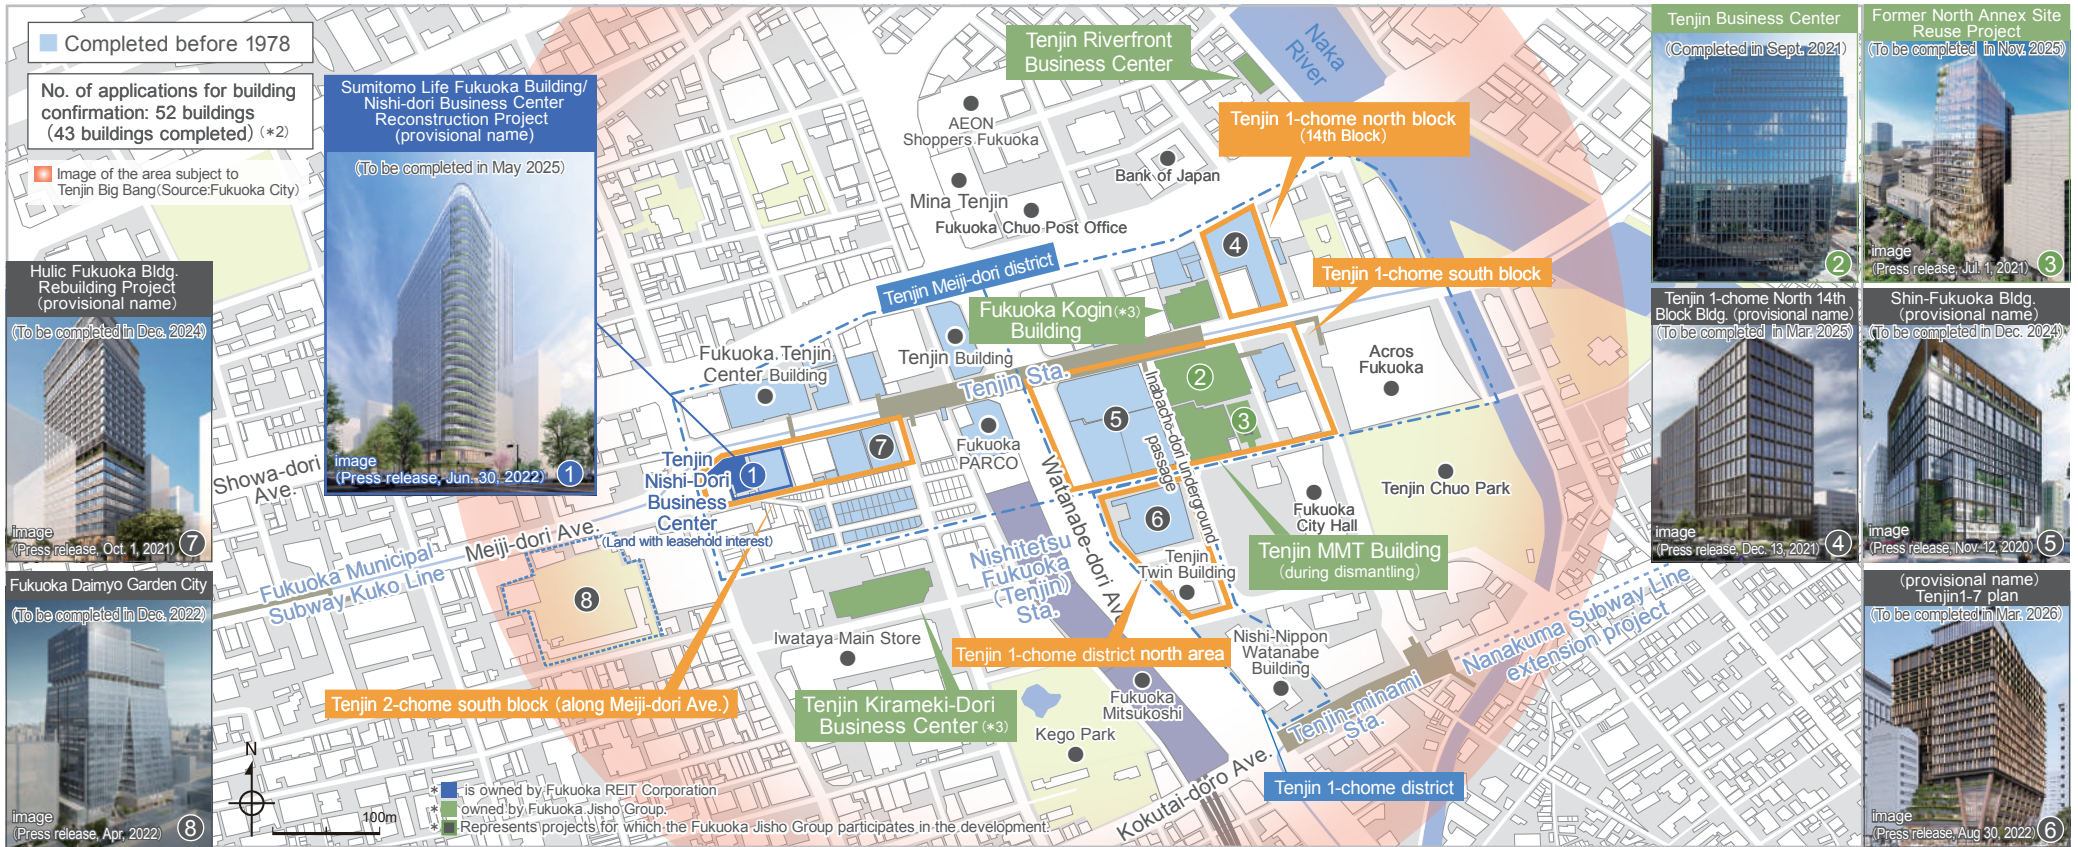 Completed before 1978
No. of applications for building
confirmation: 52 buildings
(43 buildings completed) (*2)
Image of the area subject to
Tenjin Big Bang(Source:Fukuoka City)
Sumitomo Life Fukuoka Building/
Nishi-dori Business Center
Reconstruction Project
(provisional name)
(To be completed in May 2025)
image
(Press release, Jun. 30, 2022)
1
Hulic Fukuoka Bldg.
Rebuilding Project
(provisional name)
(To be completed in Dec. 2024)
image
(Press release, Oct. 1, 2021)
7
Fukuoka Daimyo Garden City
(To be completed in Dec. 2022)
image
(Press release, Apr, 2022)
8
Tenjin Business Center
(Completed in Sept. 2021)
2
Former North Annex Site
Reuse Project
(To be completed in Nov. 2025)
image
(Press release, Jul. 1, 2021)
3
Tenjin 1-chome North 14th
Block Bldg. (provisional name)
(To be completed in Mar. 2025)
image
(Press release, Dec. 13, 2021)
4
Shin-Fukuoka Bldg.
(provisional name)
(To be completed in Dec. 2024)
image
(Press release, Nov. 12, 2020)
5
(provisional name)
Tenjin1-7 plan
(To be completed in Mar. 2026)
image
(Press release, Aug 30, 2022)
6
Tenjin Riverfront
Business Center
Naka
River
AEON
Shoppers Fukuoka
Mina Tenjin
Fukuoka Chuo Post Office
Bank of Japan
Tenjin 1-chome north block
(14th Block)
4
Tenjin 1-chome south block
Tenjin Meiji-dori district
Fukuoka Kogin (*3)
Building
Tenjin Building
Fukuoka Tenjin
Center Building
Tenjin Sta.
Acros
Fukuoka
2
3
5
Inabacho-dori underground
passage
7
Fukuoka
PARCO
1
Tenjin
Nishi-Dori
Business
Center
(Land with leasehold interest)
Showa-dori
Ave.
Meiji-dori Ave.
Fukuoka Municipal
Subway Kuko Line
8
Watanabe-dori Ave.
6
Fukuoka
City Hall
Tenjin Chuo Park
Tenjin
Twin Building
Tenjin MMT Building
(during dismantling)
Nishitetsu
Fukuoka
(Tenjin)
Sta.
Iwataya Main Store
Tenjin 1-chome district north area
Nishi-Nippon
Watanabe
Building
Nanakuma Subway Line
extension project
Tenjin 2-chome south block (along Meiji-dori Ave.)
Tenjin Kirameki-Dori
Business Center (*3)
Fukuoka
Mitsukoshi
Tenjin-minami
Sta.
Kego Park
Kokutai-doro Ave.
Tenjin 1-chome district
N
100m
* is owned by Fukuoka REIT Corporation
* owned by Fukuoka Jisho Group.
* Represents projects for which the Fukuoka Jisho Group participates in the development.